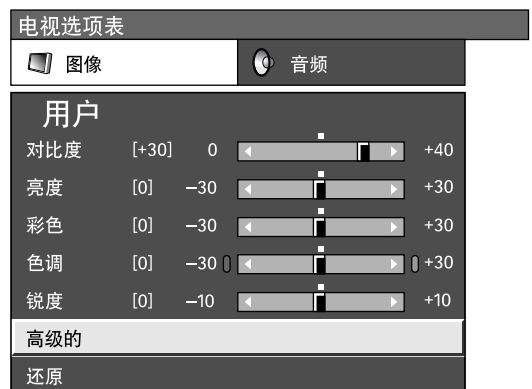 电视选项表
图像 音频
用户
对比度 [+30] 0 +40
亮度 [0] –30 +30
彩色 [0] –30 +30
色调 [0] –30 +30
锐度 [0] –10 +10
高级的
还原